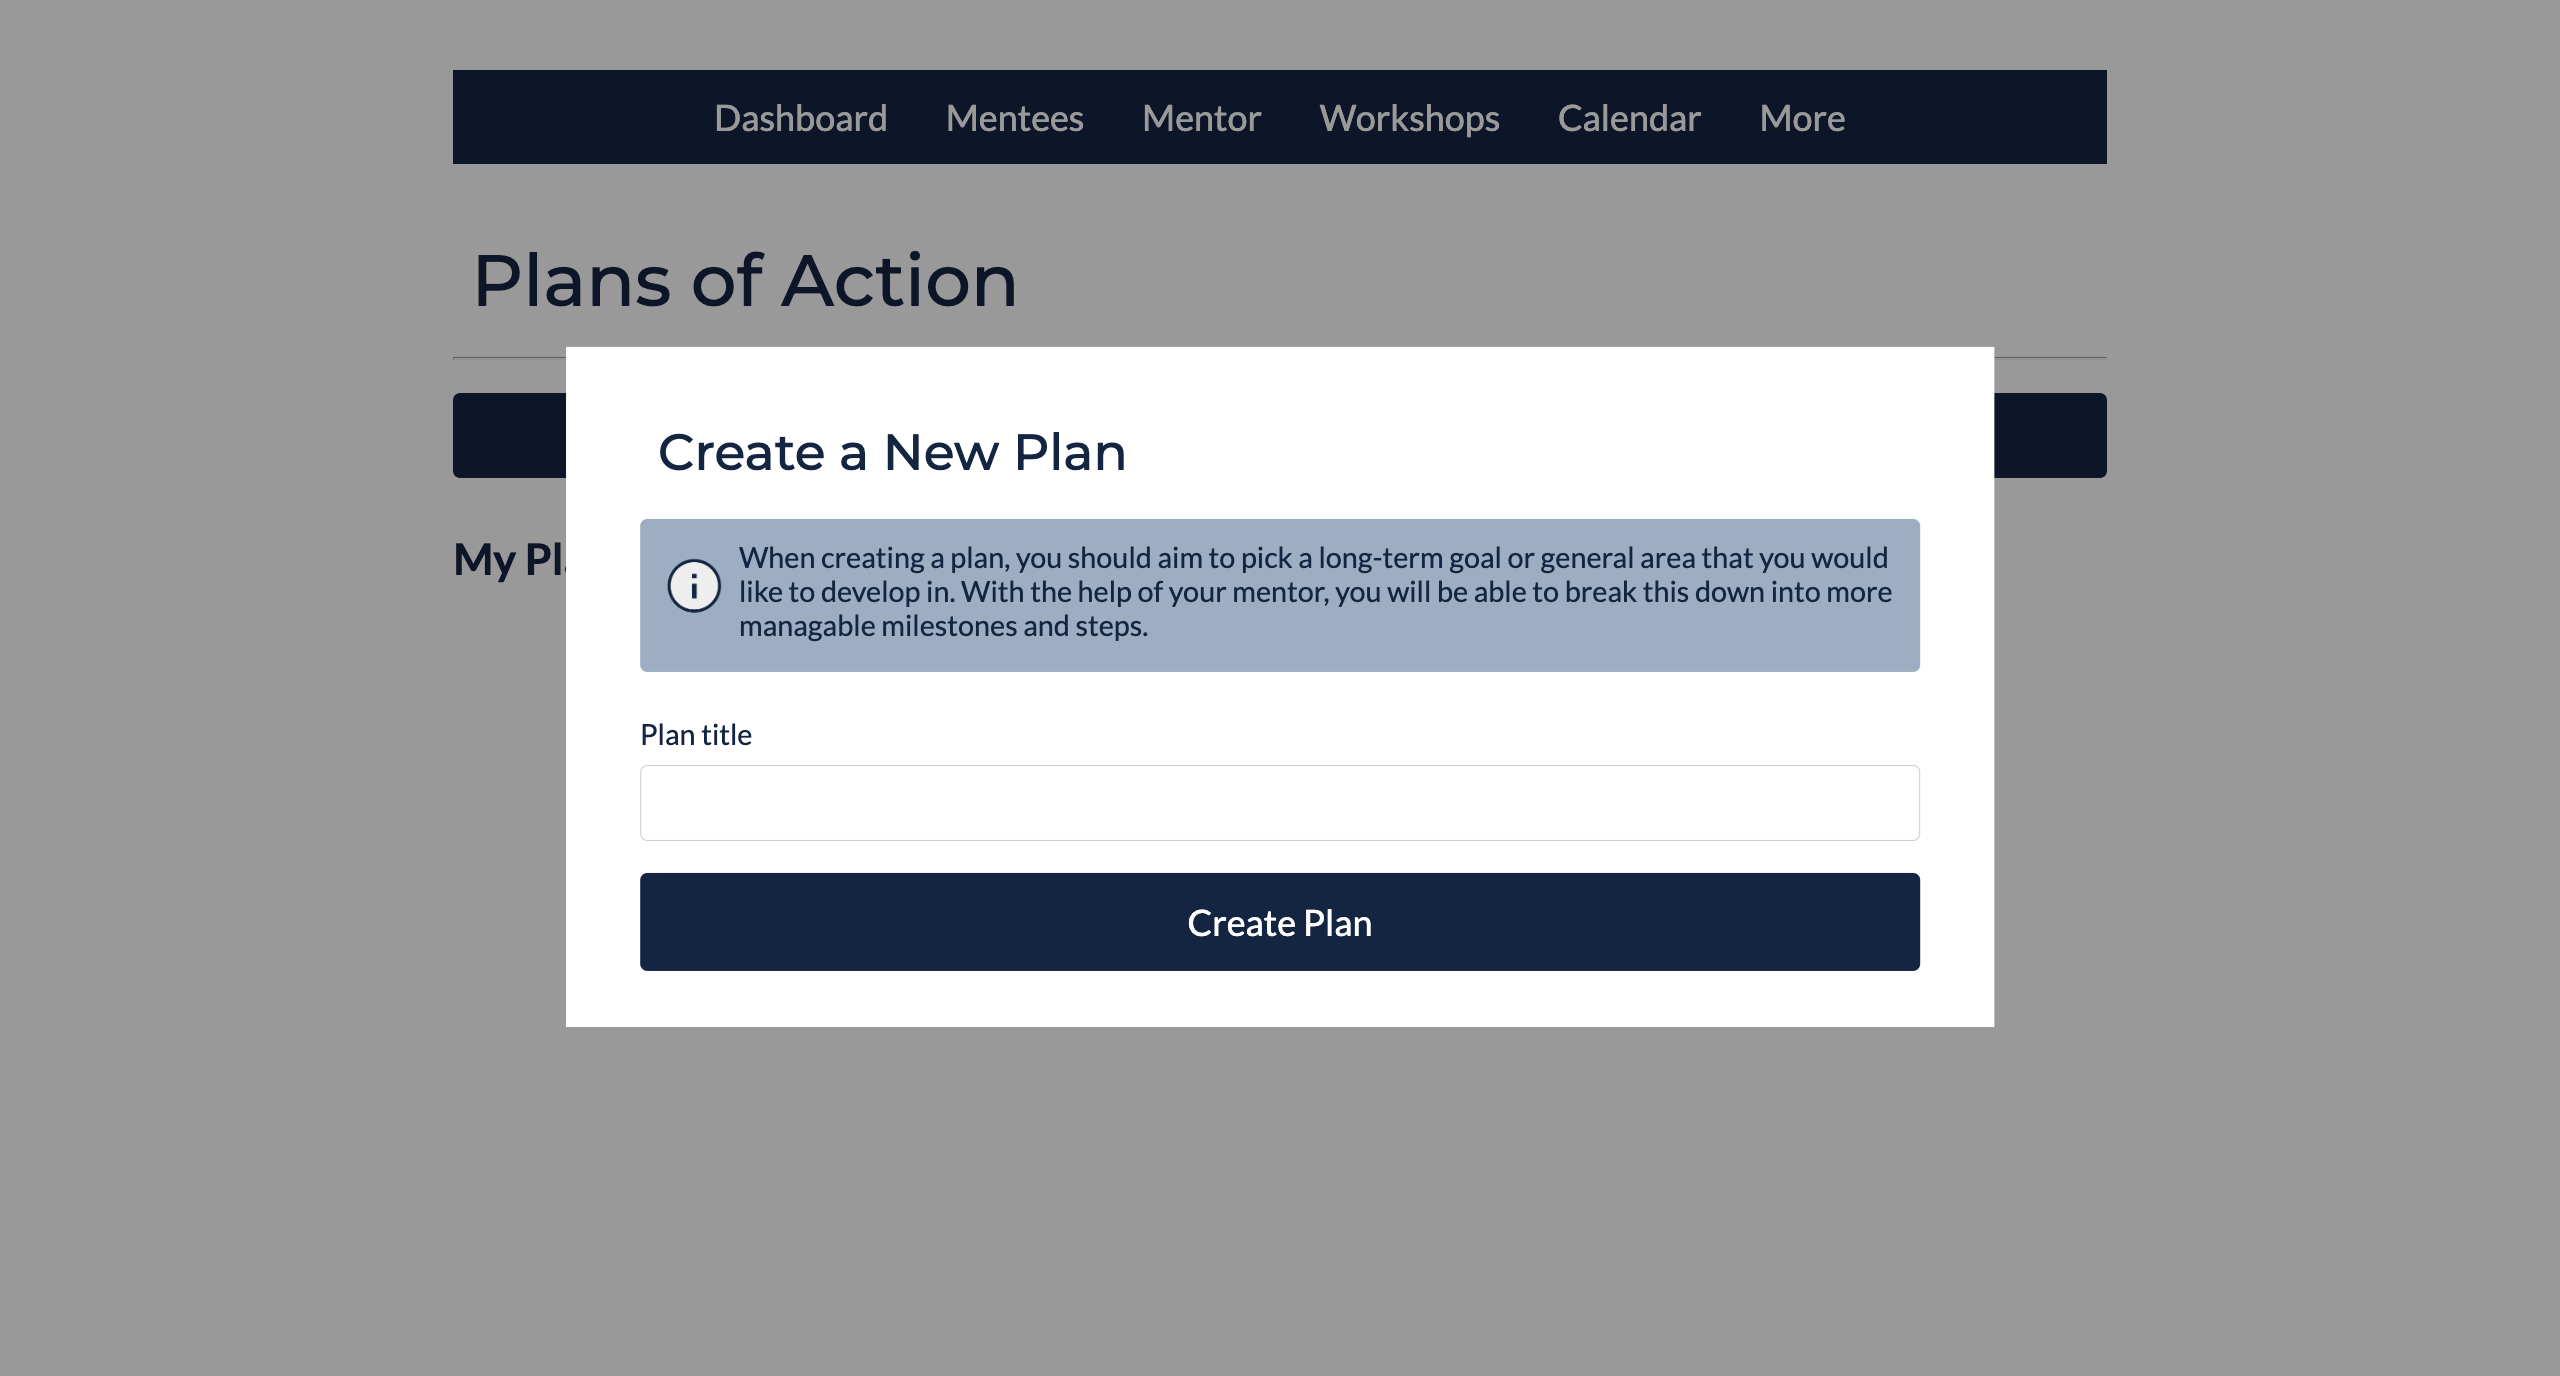 Dashboard Mentees Mentor Workshops Calendar More
Plans of Action
Create a New Plan
My Pl
i
When creating a plan, you should aim to pick a long-term goal or general area that you would
like to develop in. With the help of your mentor, you will be able to break this down into more
managable milestones and steps.
Plan title
Create Plan